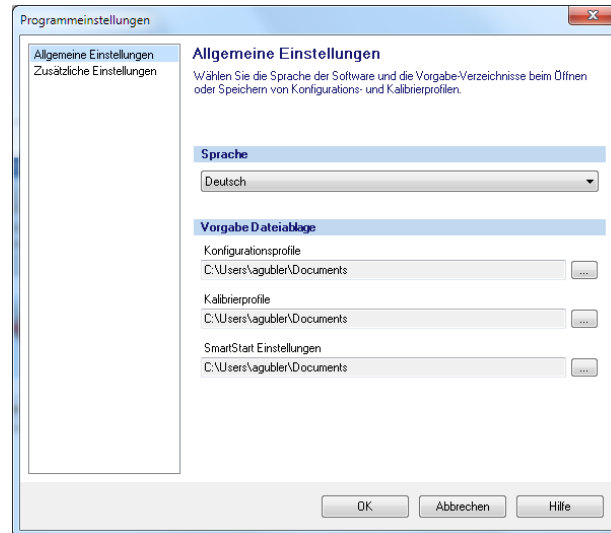 Programmeinstellungen
x
Allgemeine Einstellungen
Zusätzliche Einstellungen
Allgemeine Einstellungen
Wählen Sie die Sprache der Software und die Vorgabe-Verzeichnisse beim Öffnen
oder Speichern von Konfigurations- und Kalibrierprofilen.
Sprache
Deutsch
Vorgabe Dateiablage
Konfigurationsprofile
C:\Users\agubler\Documents
...
Kalibrierprofile
C:\Users\agubler\Documents
...
SmartStart Einstellungen
C:\Users\agubler\Documents
...
OK
Abbrechen
Hilfe